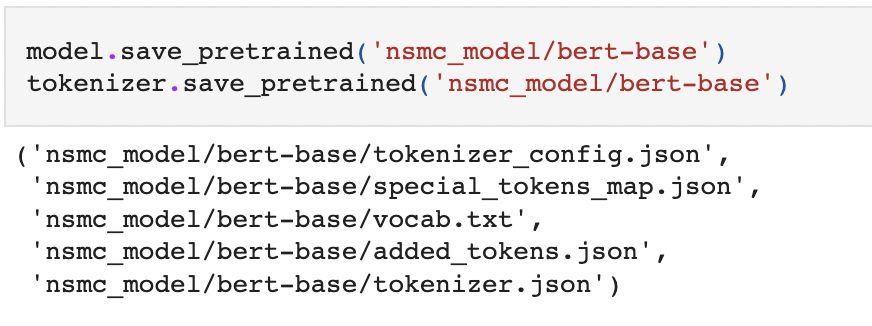 model.save_pretrained('nsmc_model/bert-base')
tokenizer.save_pretrained('nsmc_model/bert-base')
('nsmc_model/bert-base/tokenizer_config.json',
 'nsmc_model/bert-base/special_tokens_map.json',
 'nsmc_model/bert-base/vocab.txt',
 'nsmc_model/bert-base/added_tokens.json',
 'nsmc_model/bert-base/tokenizer.json')